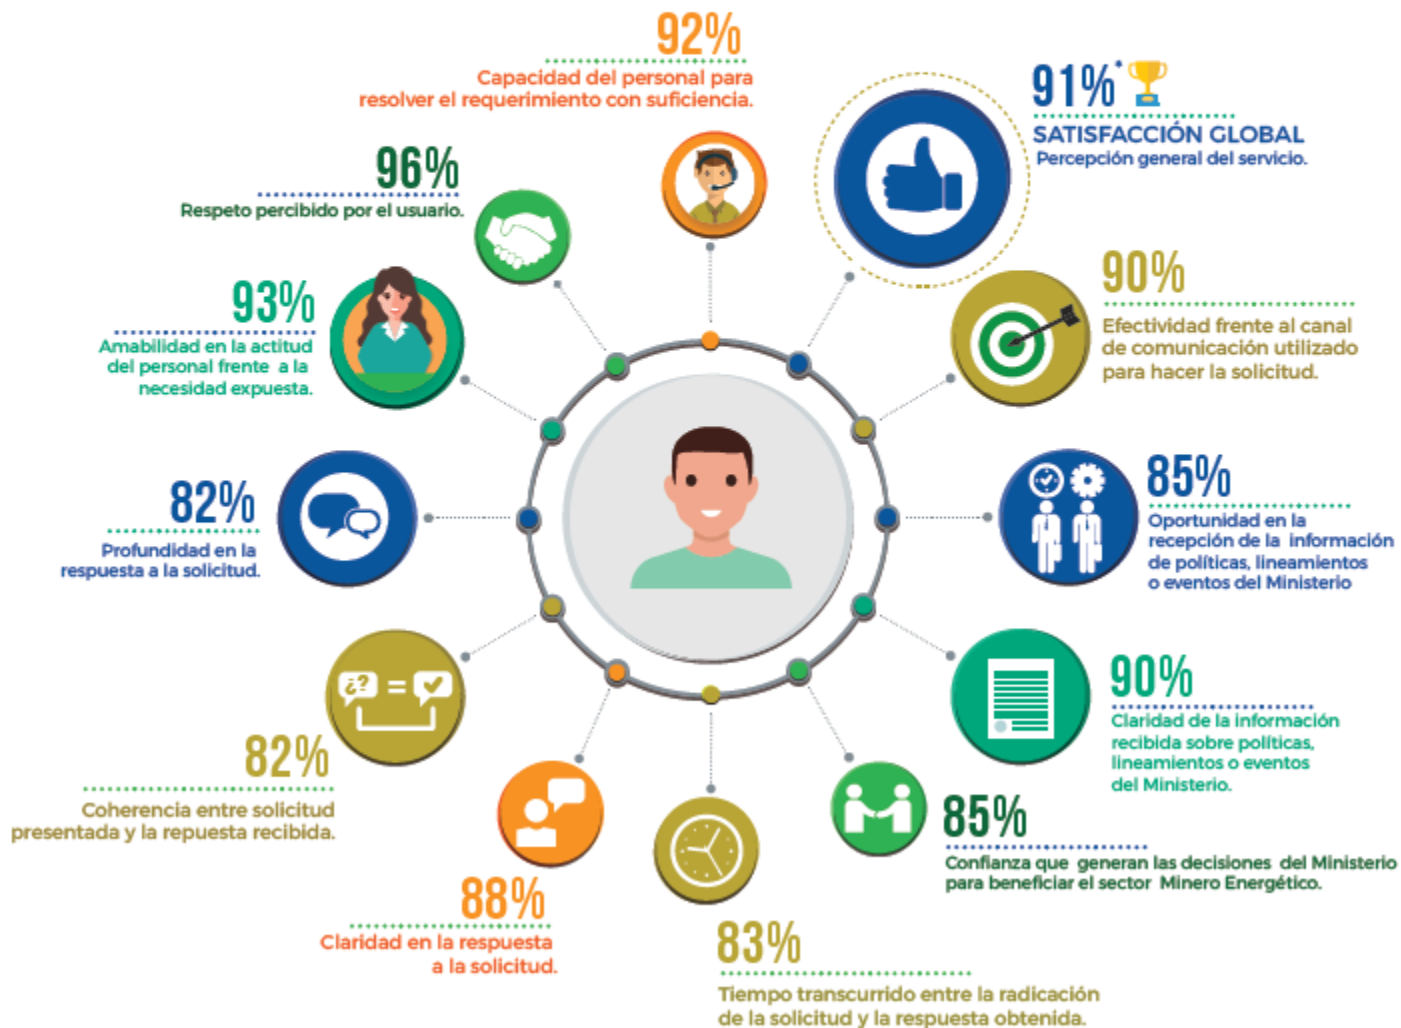 92%
Capacidad del personal para
resolver el requerimiento con suficiencia.
91%*
SATISFACCIÓN GLOBAL
Percepción general del servicio.
96%
Respeto percibido por el usuario.
90%
Efectividad frente al canal
de comunicación utilizado
para hacer la solicitud.
93%
Amabilidad en la actitud
del personal frente a la
necesidad expuesta.
85%
Oportunidad en la
recepción de la información
de políticas, lineamientos
o eventos del Ministerio
82%
Profundidad en la
respuesta a la solicitud.
90%
Claridad de la información
recibida sobre políticas,
lineamientos o eventos
del Ministerio.
¿? =
82%
Coherencia entre solicitud
presentada y la repuesta recibida.
85%
Confianza que generan las decisiones del Ministerio
para beneficiar el sector Minero Energético.
88%
Claridad en la respuesta
a la solicitud.
83%
Tiempo transcurrido entre la radicación
de la solicitud y la respuesta obtenida.